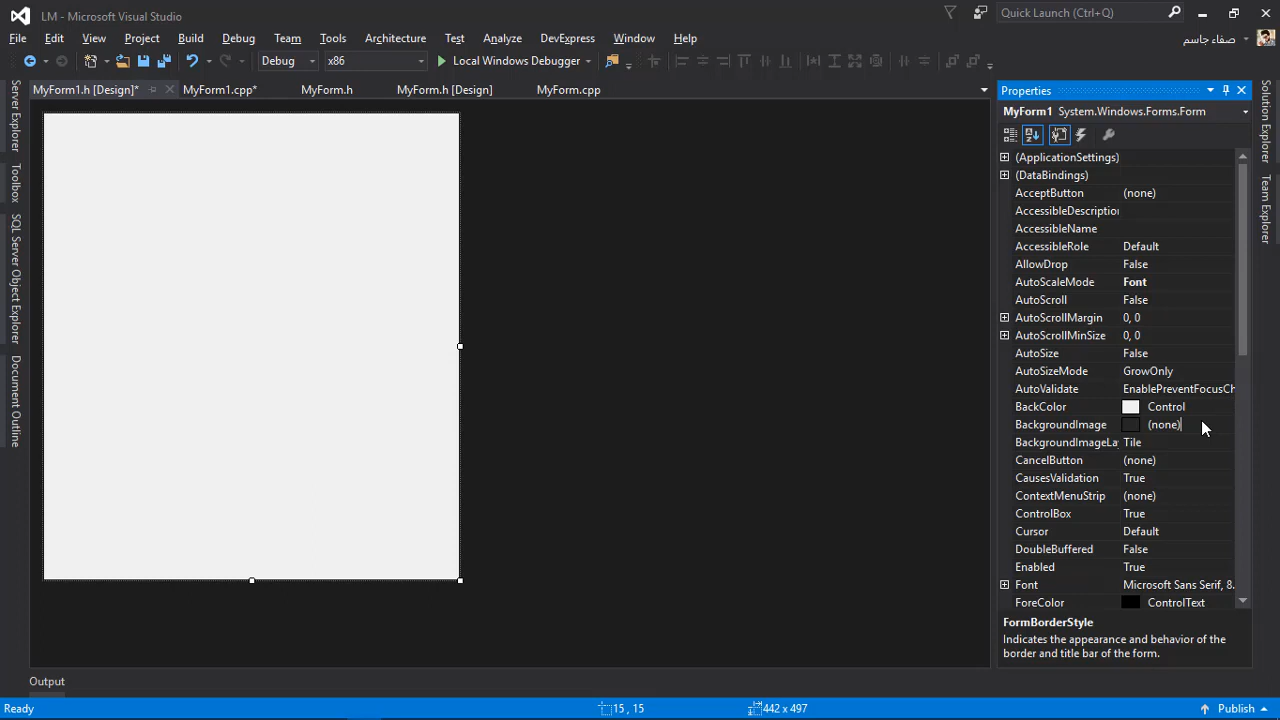 LM - Microsoft Visual Studio
Quick Launch (Ctrl+Q)
File Edit View Project Build Debug Team Tools Architecture Test Analyze DevExpress Window Help
صفاء جاسم
Debug x86 Local Windows Debugger
MyForm1.h [Design]* MyForm1.cpp* MyForm.h MyForm.h [Design] MyForm.cpp
Server Explorer
Toolbox
SQL Server Object Explorer
Document Outline
Properties
MyForm1 System.Windows.Forms.Form
(ApplicationSettings)
(DataBindings)
AcceptButton (none)
AccessibleDescription
AccessibleName
AccessibleRole Default
AllowDrop False
AutoScaleMode Font
AutoScroll False
AutoScrollMargin 0, 0
AutoScrollMinSize 0, 0
AutoSize False
AutoSizeMode GrowOnly
AutoValidate EnablePreventFocusCh
BackColor Control
BackgroundImage (none)
BackgroundImageLa Tile
CancelButton (none)
CausesValidation True
ContextMenuStrip (none)
ControlBox True
Cursor Default
DoubleBuffered False
Enabled True
Font Microsoft Sans Serif, 8.
ForeColor ControlText
FormBorderStyle
Indicates the appearance and behavior of the
border and title bar of the form.
Solution Explorer
Team Explorer
Output
Ready 15 , 15 442 x 497 Publish